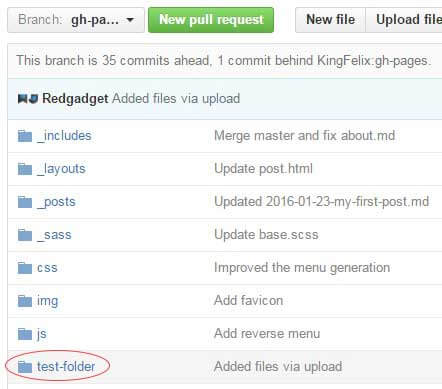 Branch: gh-pa... New pull request New file Upload file
This branch is 35 commits ahead, 1 commit behind KingFelix:gh-pages.
Redgadget Added files via upload
_includes Merge master and fix about.md
_layouts Update post.html
_posts Updated 2016-01-23-my-first-post.md
_sass Update base.scss
css Improved the menu generation
img Add favicon
js Add reverse menu
test-folder Added files via upload